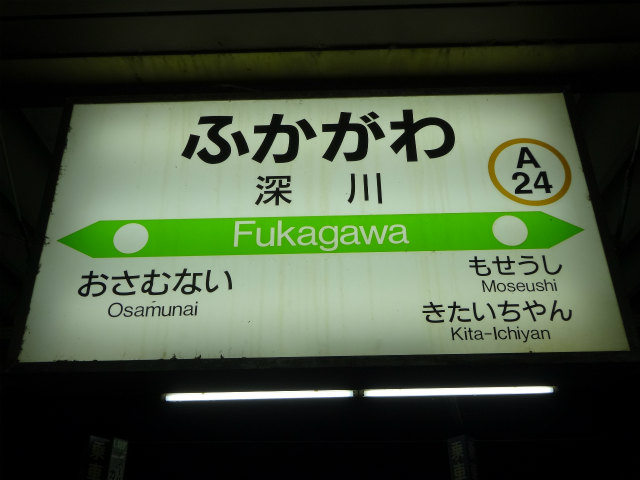 ふかがわ
深川
A
24
Fukagawa
おさむない
Osamunai
もせうし
Moseushi
きたいちやん
Kita-Ichiyan